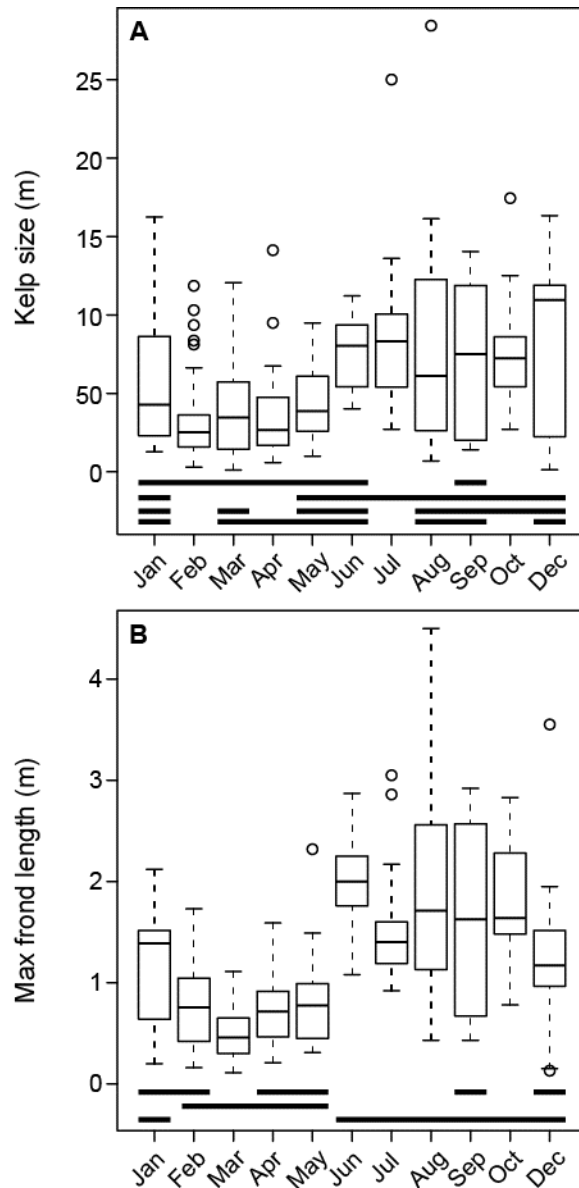 A
Kelp size (m)
25
20
15
10
50
0
Jan Feb Mar Apr May Jun Jul Aug Sep Oct Dec
B
Max frond length (m)
4
3
2
1
0
Jan Feb Mar Apr May Jun Jul Aug Sep Oct Dec